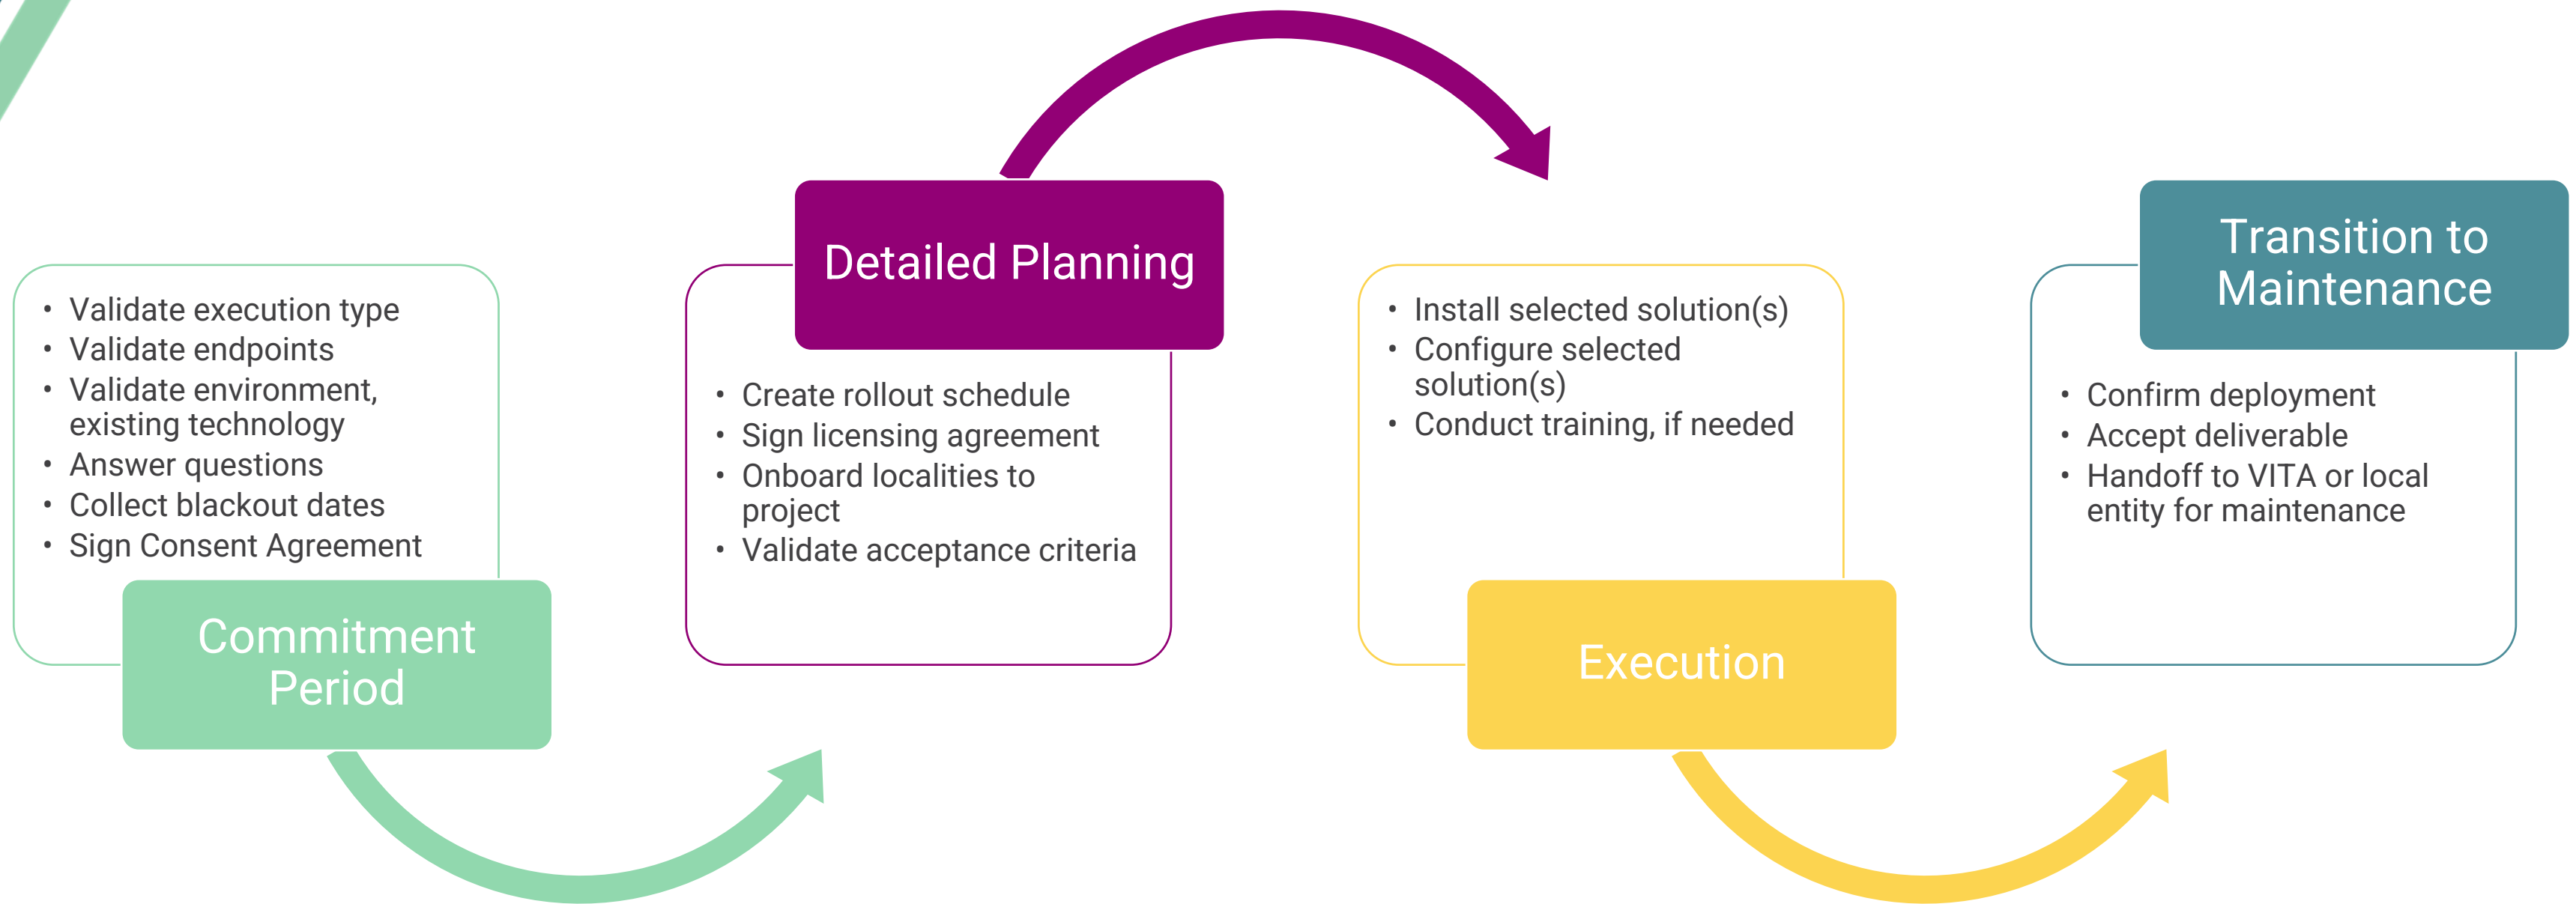 • Validate execution type
• Validate endpoints
• Validate environment,
existing technology
• Answer questions
• Collect blackout dates
• Sign Consent Agreement
Commitment
Period
Detailed Planning
• Create rollout schedule
• Sign licensing agreement
• Onboard localities to
project
• Validate acceptance criteria
• Install selected solution(s)
• Configure selected
solution(s)
• Conduct training, if needed
Execution
Transition to
Maintenance
• Confirm deployment
• Accept deliverable
• Handoff to VITA or local
entity for maintenance